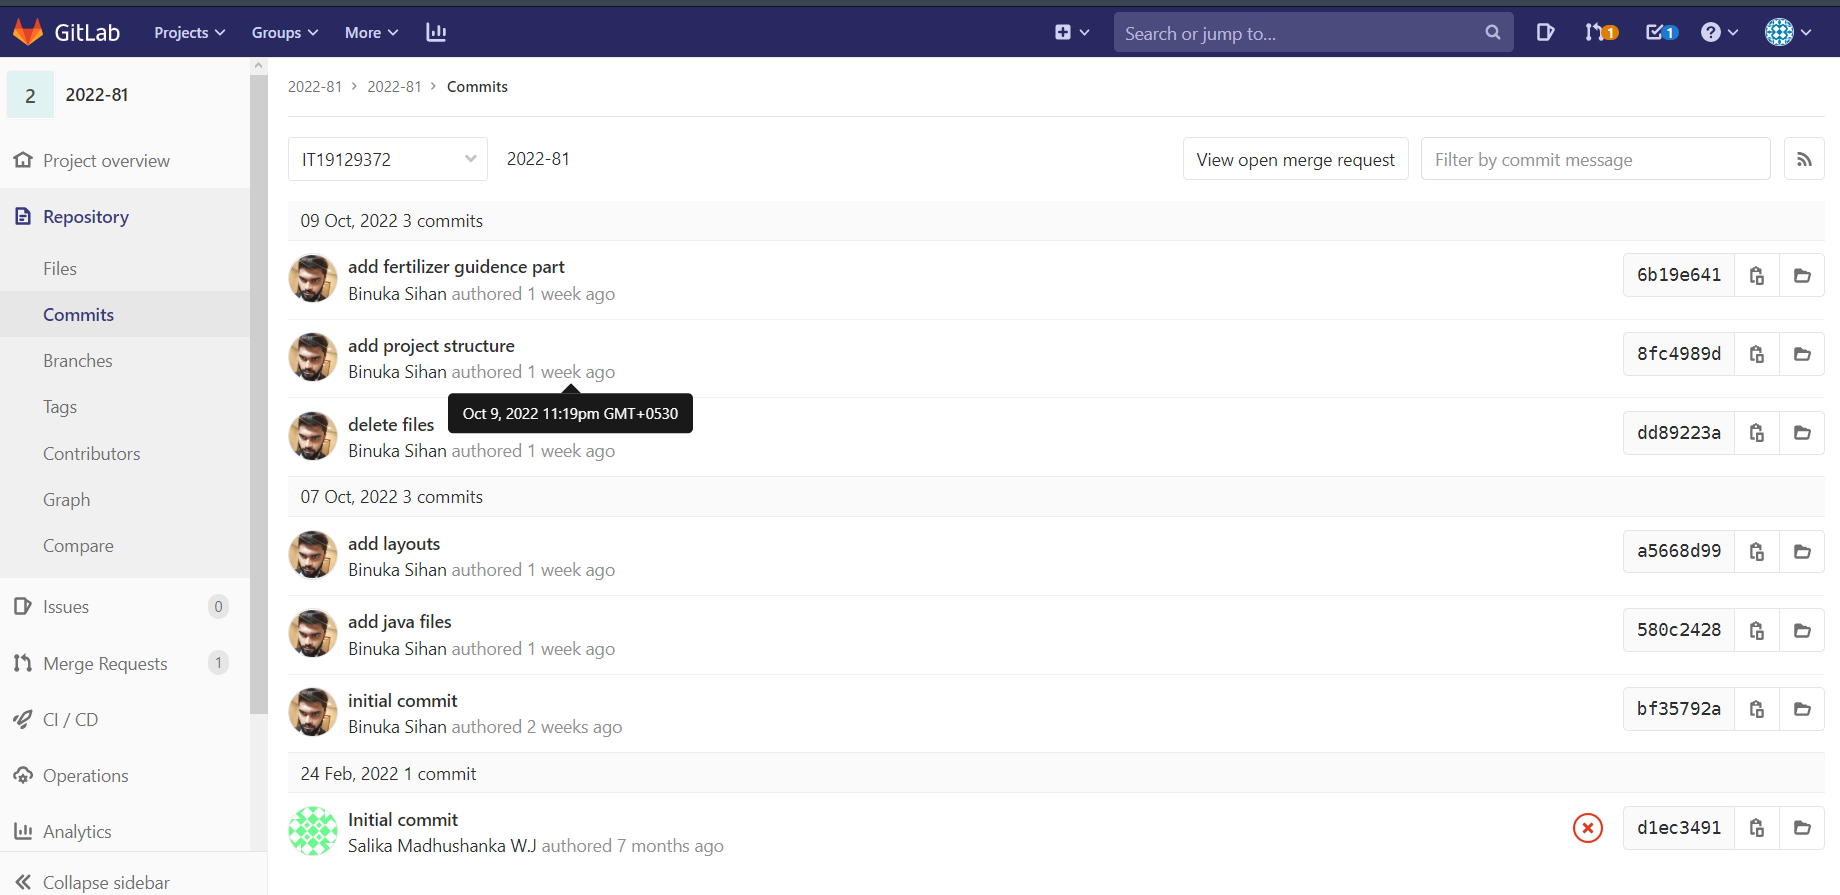 GitLab Projects Groups More Search or jump to... 1 1
2 2022-81
2022-81 > 2022-81 > Commits
IT19129372 2022-81 View open merge request Filter by commit message
Project overview
Repository
Files
Commits
Branches
Tags
Contributors
Graph
Compare
Issues 0
Merge Requests 1
CI / CD
Operations
Analytics
Collapse sidebar
09 Oct, 2022 3 commits
add fertilizer guidence part
Binuka Sihan authored 1 week ago
6b19e641
add project structure
Binuka Sihan authored 1 week ago
8fc4989d
Oct 9, 2022 11:19pm GMT+0530
delete files
Binuka Sihan authored 1 week ago
dd89223a
07 Oct, 2022 3 commits
add layouts
Binuka Sihan authored 1 week ago
a5668d99
add java files
Binuka Sihan authored 1 week ago
580c2428
initial commit
Binuka Sihan authored 2 weeks ago
bf35792a
24 Feb, 2022 1 commit
Initial commit
Salika Madhushanka W.J authored 7 months ago
d1ec3491